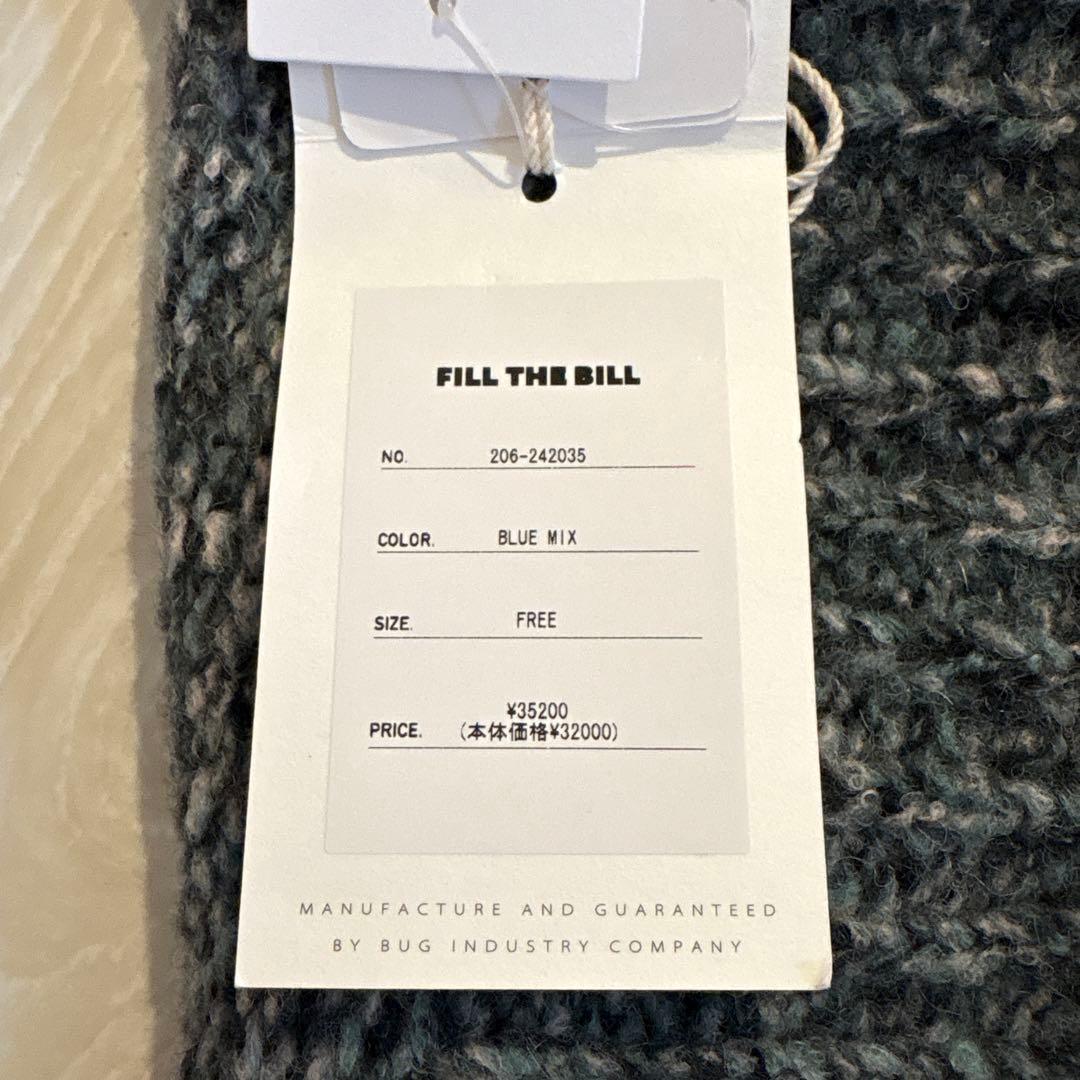 FILL THE BILL
NO. 206-242035
COLOR. BLUE MIX
SIZE. FREE
¥35200
PRICE. (本体価格¥32000)
MANUFACTURE AND GUARANTEED
BY BUG INDUSTRY COMPANY